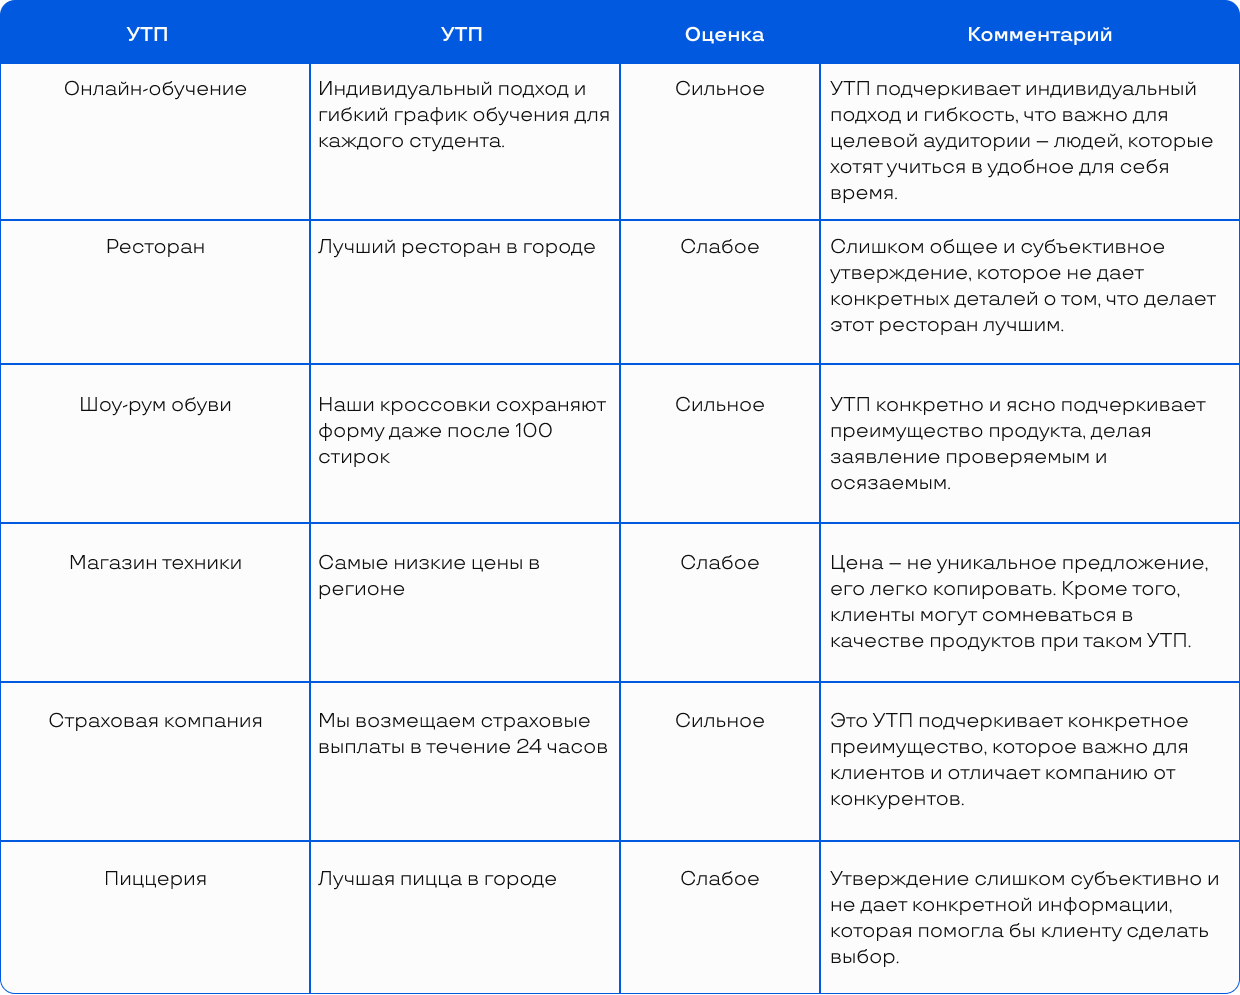 УТП
УТП
Оценка
Комментарий
Онлайн-обучение
Индивидуальный подход и
гибкий график обучения для
каждого студента.
Сильное
УТП подчеркивает индивидуальный
подход и гибкость, что важно для
целевой аудитории — людей, которые
хотят учиться в удобное для себя
время.
Ресторан
Лучший ресторан в городе
Слабое
Слишком общее и субъективное
утверждение, которое не дает
конкретных деталей о том, что делает
этот ресторан лучшим.
Шоу-рум обуви
Наши кроссовки сохраняют
форму даже после 100
стирок
Сильное
УТП конкретно и ясно подчеркивает
преимущество продукта, делая
заявление проверяемым и
осязаемым.
Магазин техники
Самые низкие цены в
регионе
Слабое
Цена — не уникальное предложение,
его легко копировать. Кроме того,
клиенты могут сомневаться в
качестве продуктов при таком УТП.
Страховая компания
Мы возмещаем страховые
выплаты в течение 24 часов
Сильное
Это УТП подчеркивает конкретное
преимущество, которое важно для
клиентов и отличает компанию от
конкурентов.
Пиццерия
Лучшая пицца в городе
Слабое
Утверждение слишком субъективно и
не дает конкретной информации,
которая помогла бы клиенту сделать
выбор.